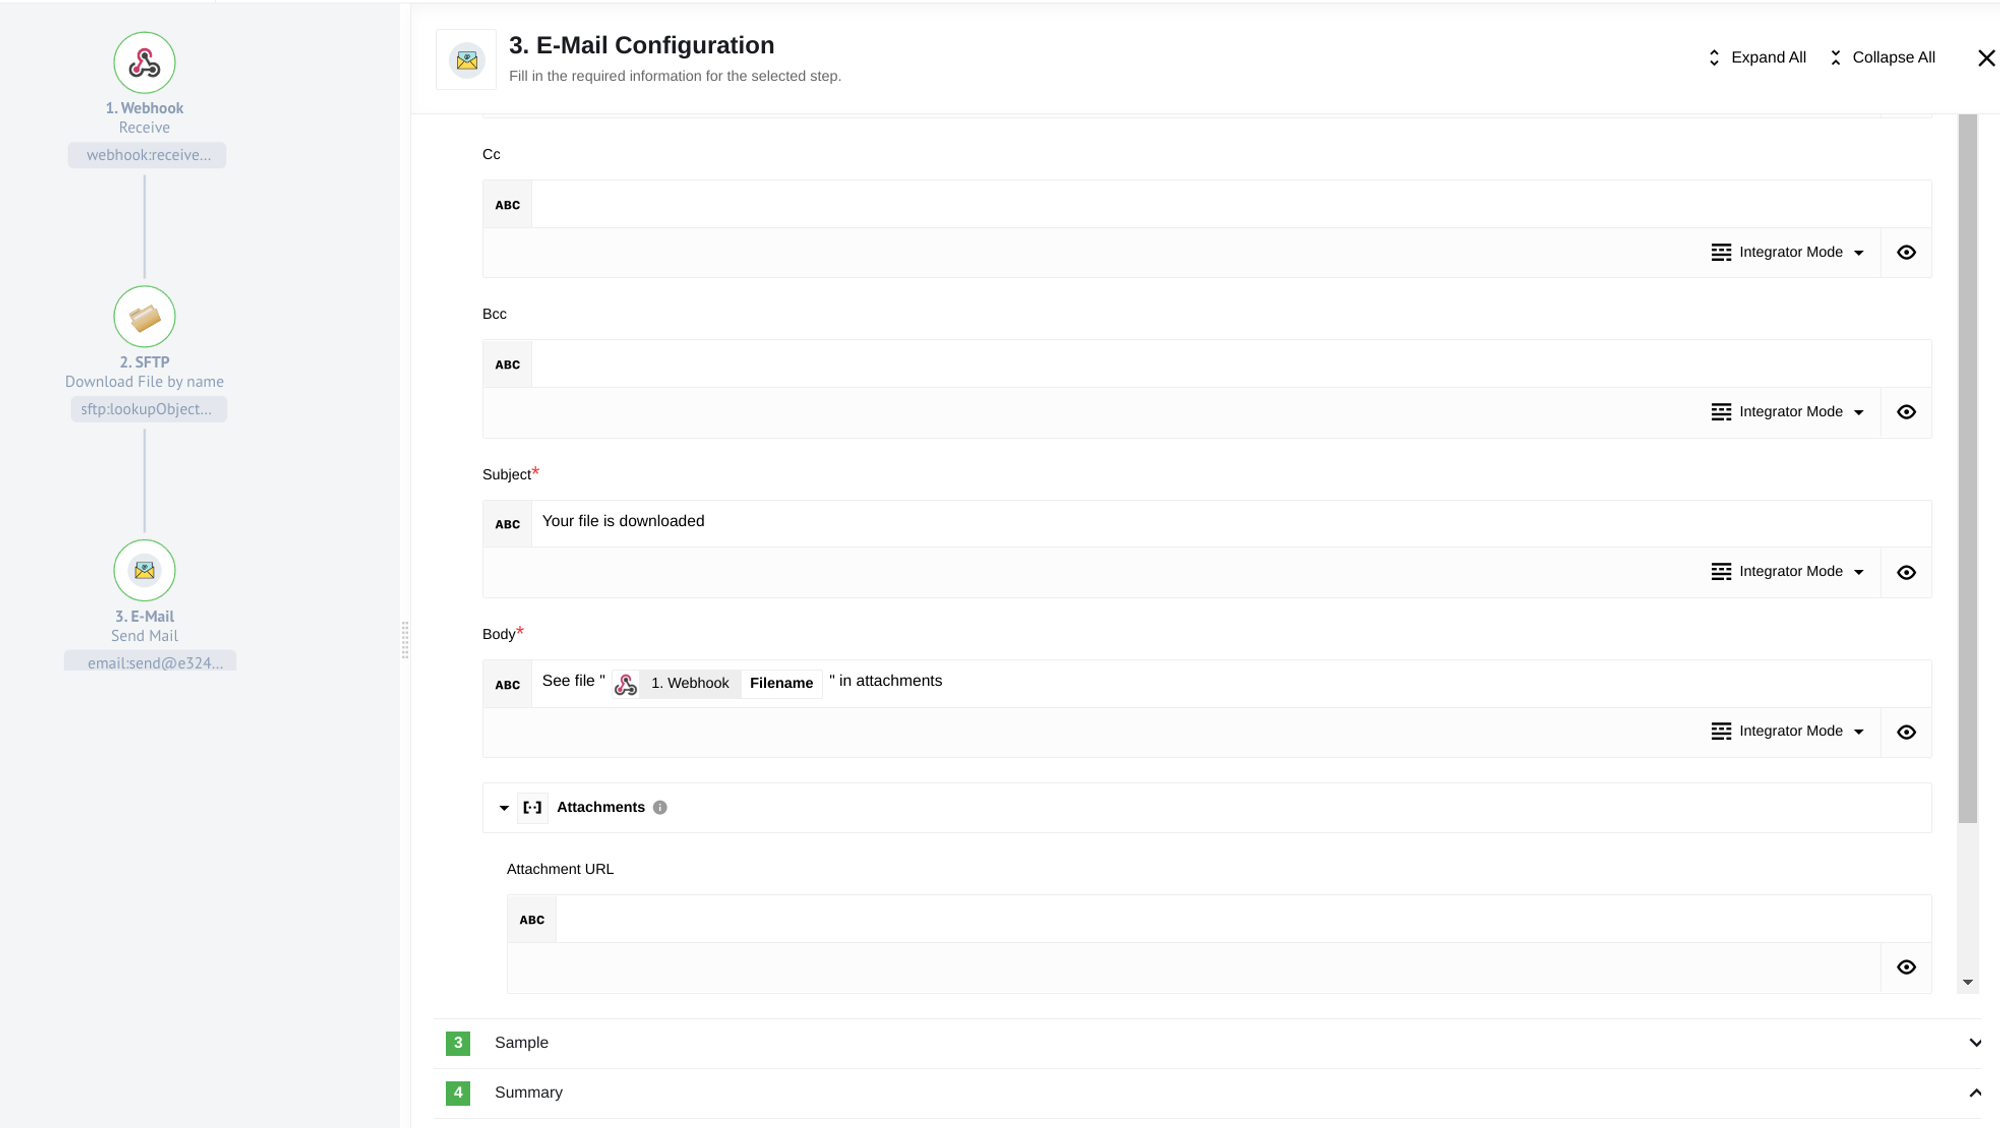 1. Webhook
Receive
webhook:receive...
2. SFTP
Download File by name
sftp:lookupObject...
3. E-Mail
Send Mail
email:send@e324...
3. E-Mail Configuration
Fill in the required information for the selected step.
Expand All
Collapse All
Cc
ABC
Integrator Mode
Bcc
ABC
Integrator Mode
Subject*
ABC Your file is downloaded
Integrator Mode
Body*
ABC See file " 1. Webhook Filename " in attachments
Integrator Mode
Attachments
Attachment URL
ABC
3 Sample
4 Summary